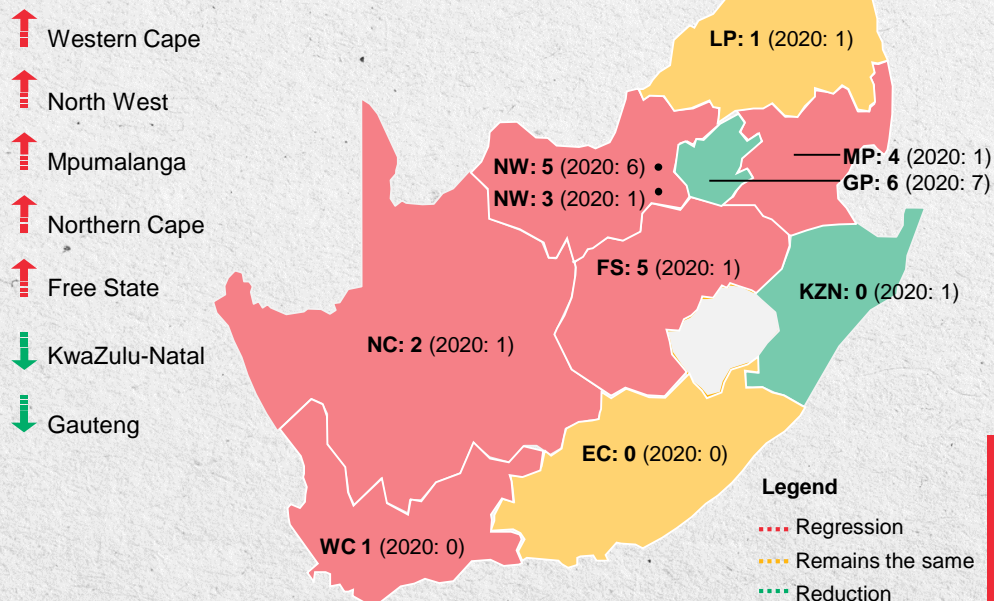 Western Cape
North West
Mpumalanga
Northern Cape
Free State
KwaZulu-Natal
Gauteng
LP: 1 (2020: 1)
NW: 5 (2020: 6) •
NW: 3 (2020: 1) •
MP: 4 (2020: 1)
GP: 6 (2020: 7)
FS: 5 (2020: 1)
KZN: 0 (2020: 1)
NC: 2 (2020: 1)
EC: 0 (2020: 0)
WC 1 (2020: 0)
Legend
Regression
Remains the same
Reduction